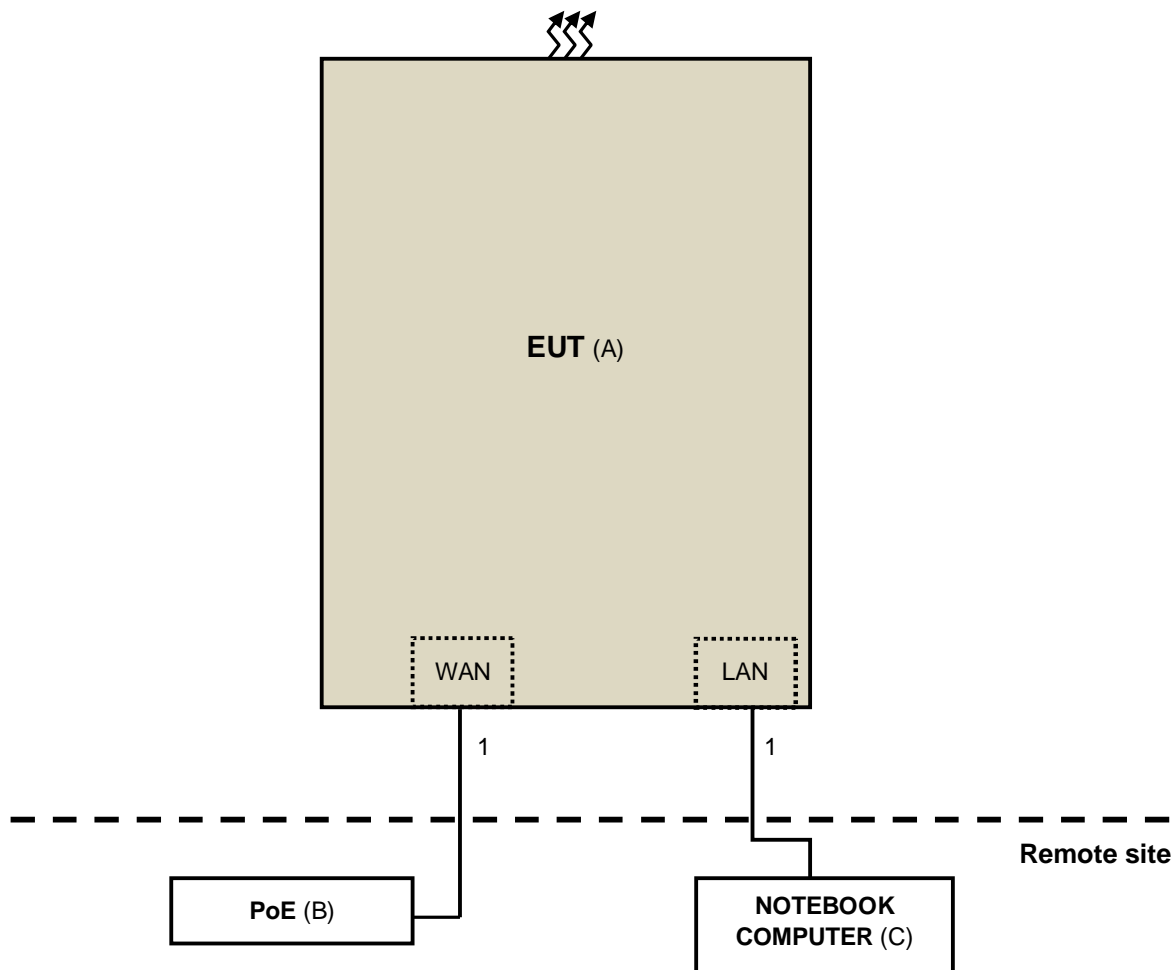 EUT (A)
WAN
LAN
1
1
Remote site
PoE (B)
NOTEBOOK
COMPUTER (C)